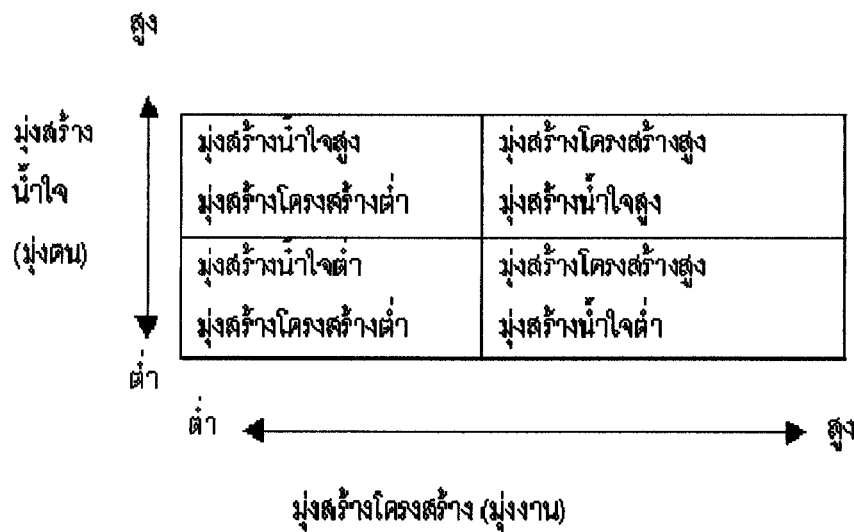 สูง
มุ่งสร้าง
น้ำใจ
(มุ่งคน)
มุ่งสร้างน้ำใจสูง
มุ่งสร้างโครงสร้างต่ำ
มุ่งสร้างโครงสร้างสูง
มุ่งสร้างน้ำใจสูง
มุ่งสร้างน้ำใจต่ำ
มุ่งสร้างโครงสร้างต่ำ
มุ่งสร้างโครงสร้างสูง
มุ่งสร้างน้ำใจต่ำ
ต่ำ
ต่ำ
สูง
มุ่งสร้างโครงสร้าง (มุ่งงาน)